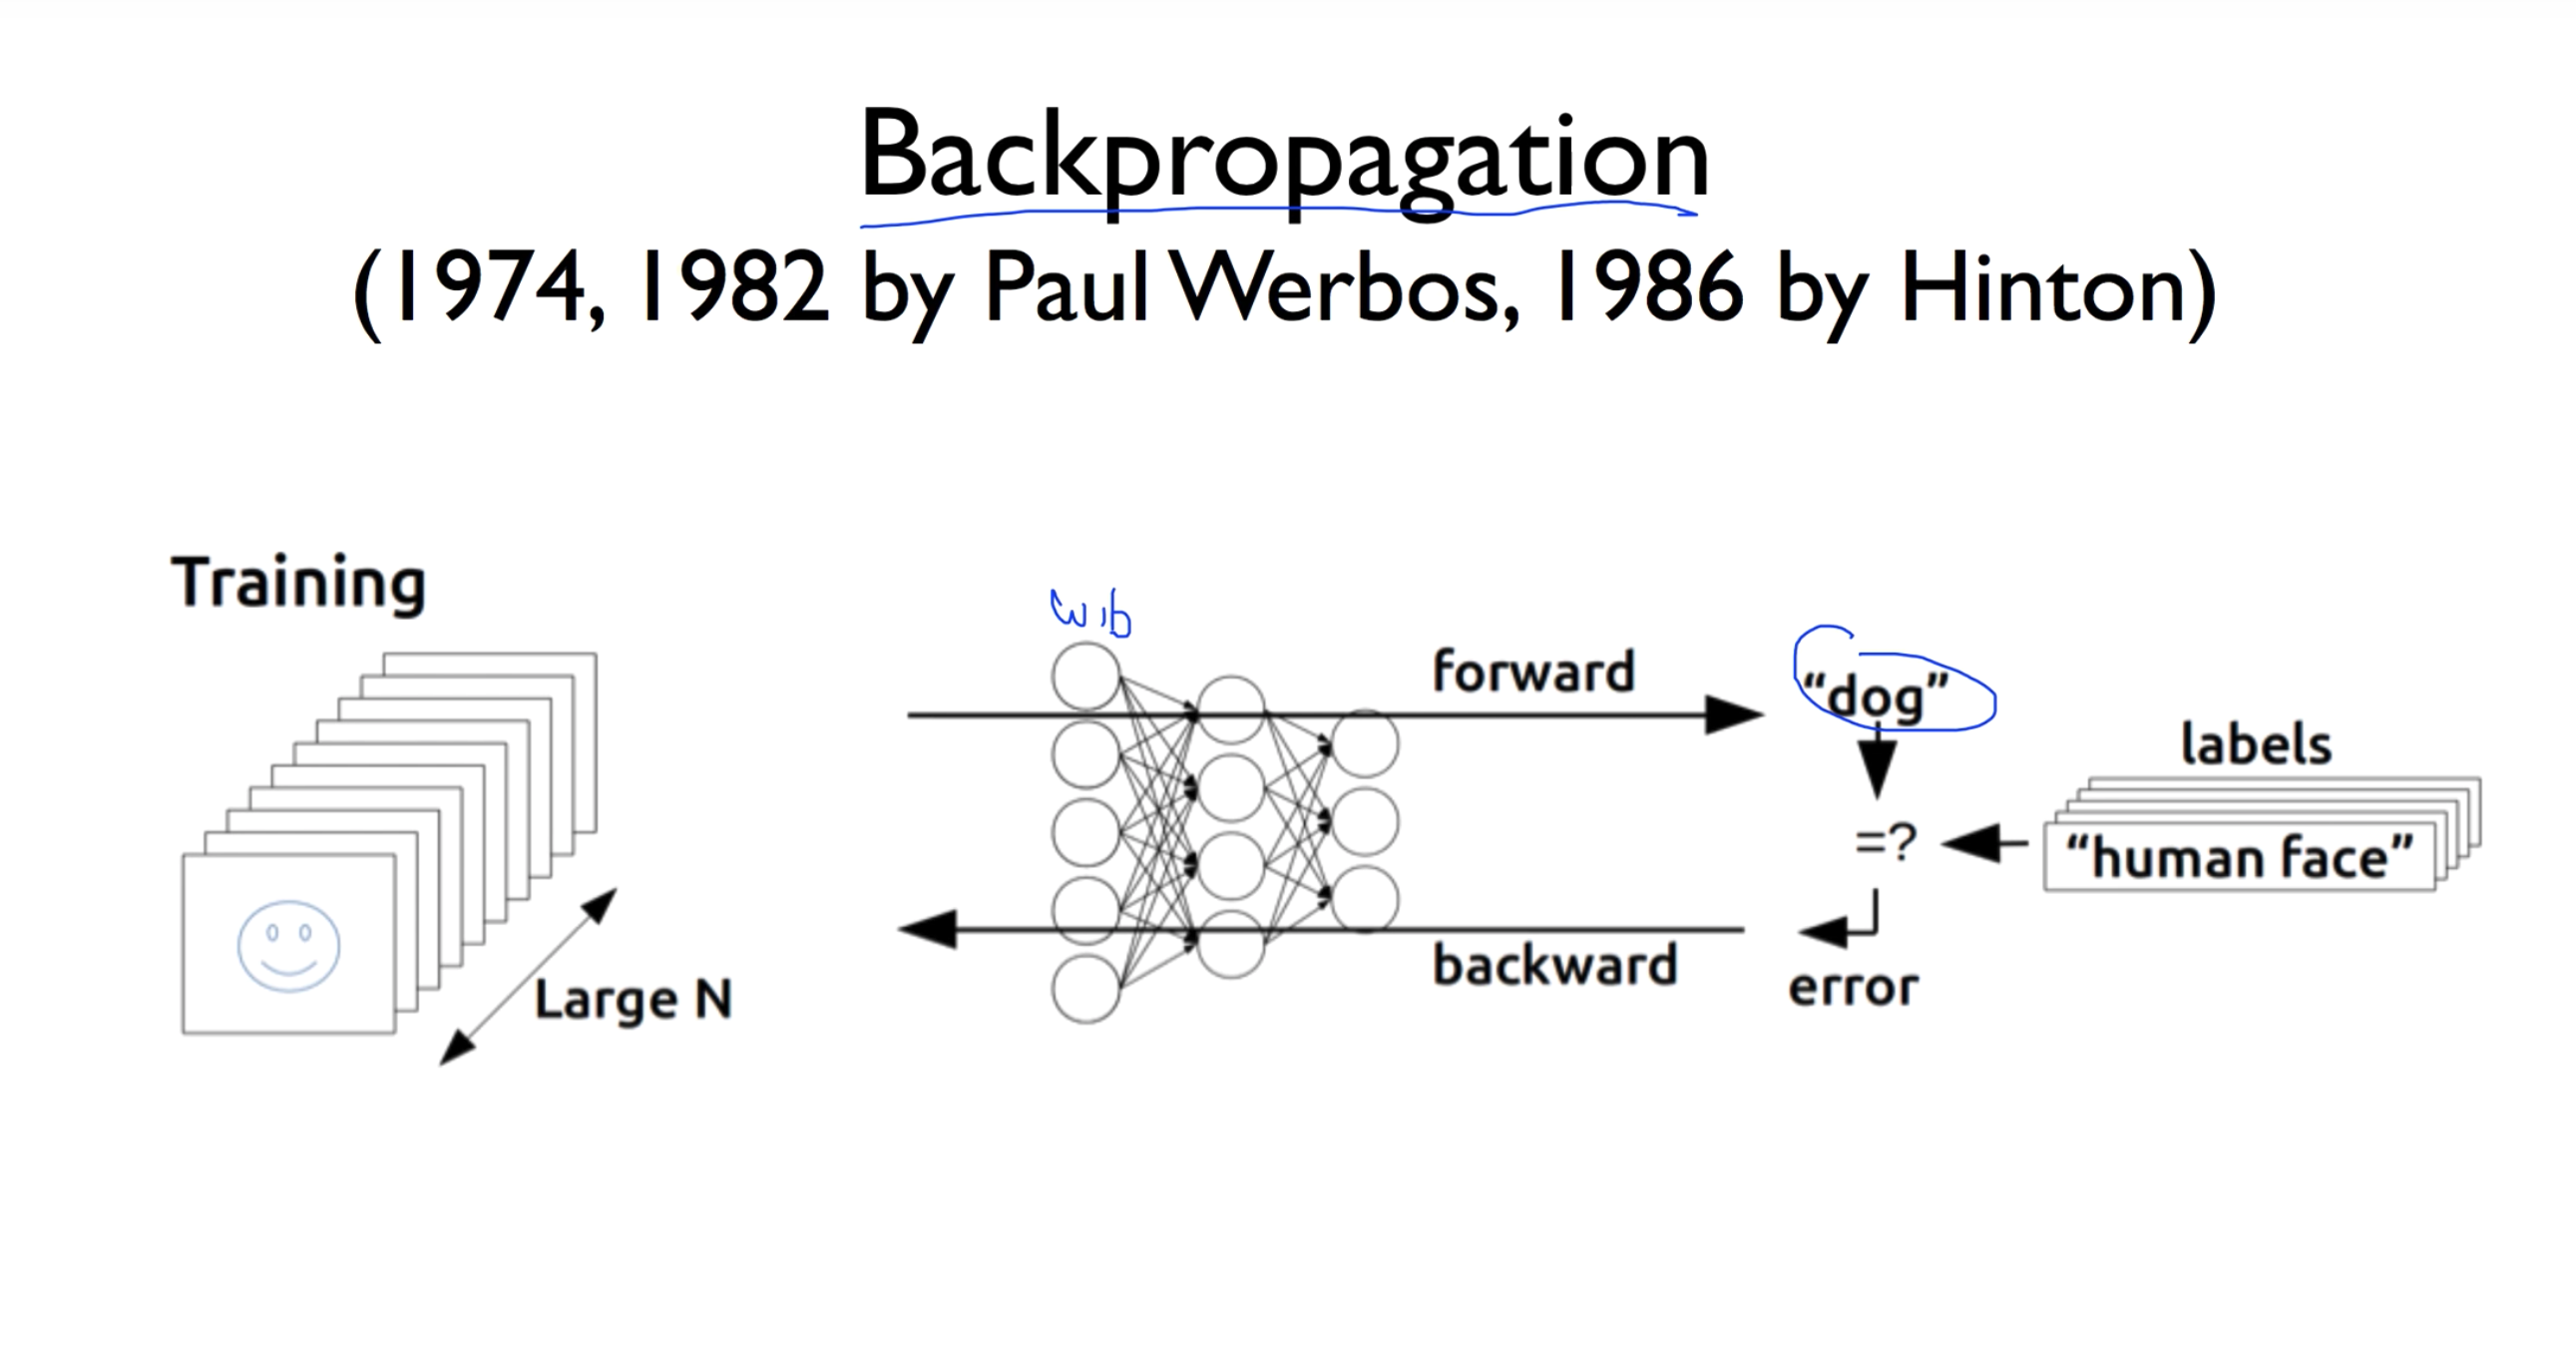 Backpropagation
(1974, 1982 by Paul Werbos, 1986 by Hinton)
Training
Large N
w, b
forward
backward
“dog”
=?
error
labels
“human face”